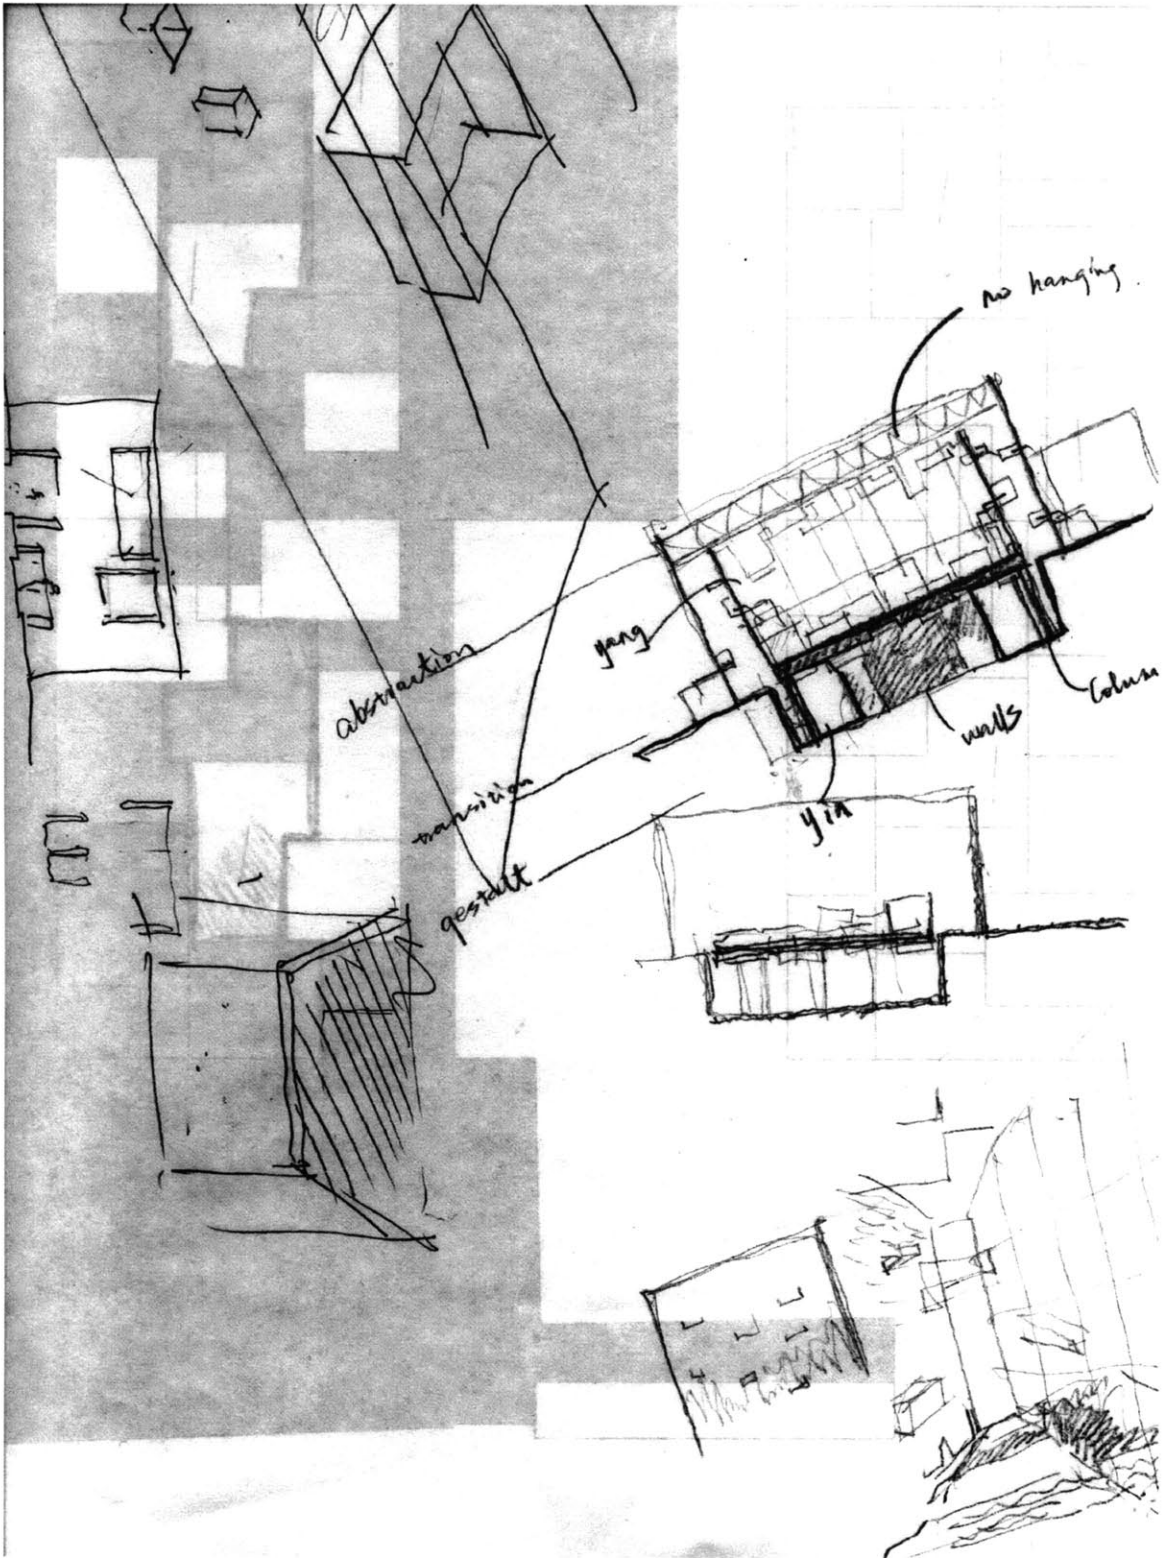 no hanging.
yang
abstraction
Colum
walls
transition
yin
gestalt